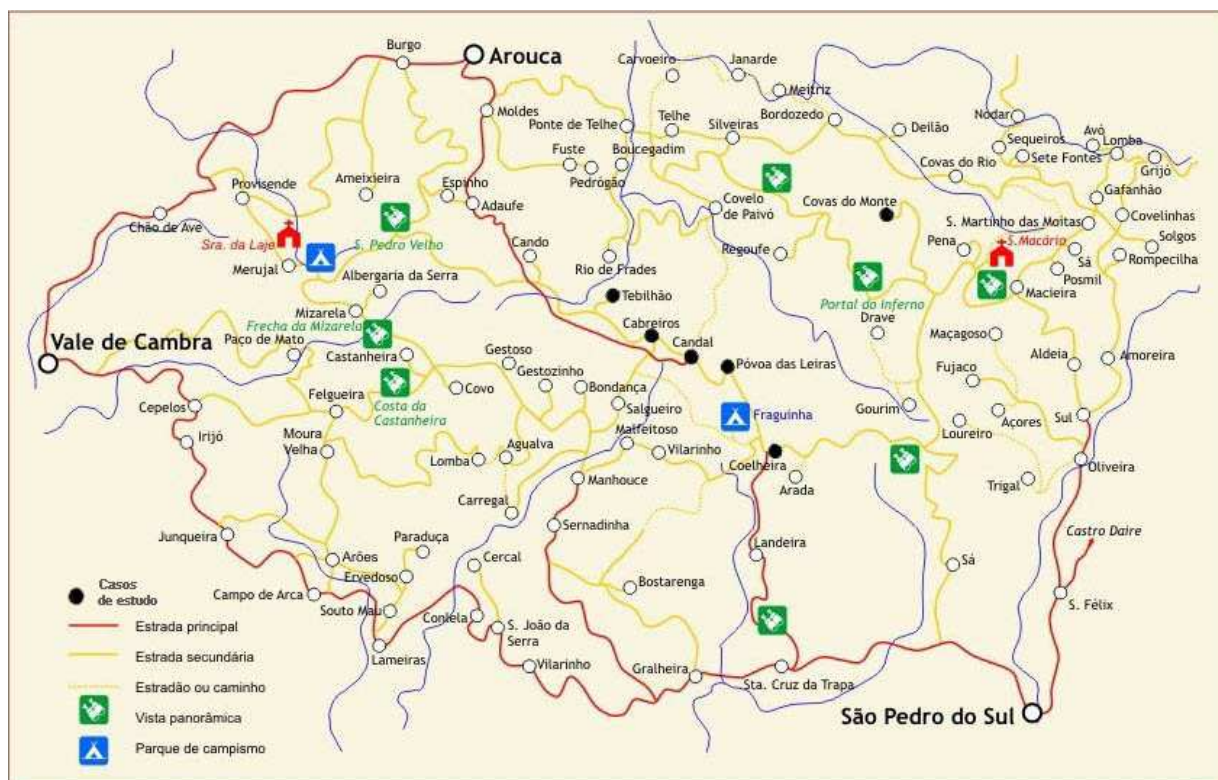 Burgo
Arouca
Carvoeiro
Janarde
Meitriz
Moldes
Ponte de Telhe
Telhe
Silveiras
Bordozedo
Deilão
Nodar
Sequeiros
Avó
Lomba
Sete Fontes
Grijó
Fuste
Boucegadim
Pedrógão
Covas do Rio
Gafanhão
Provisende
Ameixieira
Espinho
Adaufe
Covelo
de Paivó
Covas do Monte
S. Martinho das Moitas
Covelinhas
Chão de Ave
Sra. da Laje
S. Pedro Velho
Cando
Regoufe
Pena
S.Macário
Sá
Solgos
Rompecilha
Merujal
Albergaria da Serra
Rio de Frades
Posmil
Macieira
Tebilhão
Portal do Inferno
Mizarela
Frecha da Mizarela
Drave
Vale de Cambra
Paço de Mato
Cabreiros
Candal
Maçagoso
Castanheira
Gestoso
Gestozinho
Póvoa das Leiras
Aldeia
Amoreira
Covo
Bondança
Fujaco
Cepelos
Felgueira
Costa da
Castanheira
Salgueiro
Fraguinha
Gourim
Açores
Sul
Loureiro
Irijó
Moura
Velha
Malfeitoso
Agualva
Vilarinho
Lomba
Coelheira
Oliveira
Manhouce
Arada
Trigal
Carregal
Junqueira
Sernadinha
Castro Daire
Paraduça
Cercal
Landeira
Arões
Sá
Ervedoso
Bostarenga
Casos
de estudo
Campo de Arca
Souto Mau
S. Félix
Conlela
S. João da
Serra
Estrada principal
Lameiras
Estrada secundária
Vilarinho
Gralheira
Sta. Cruz da Trapa
Estradão ou caminho
São Pedro do Sul
Vista panorâmica
Parque de campismo